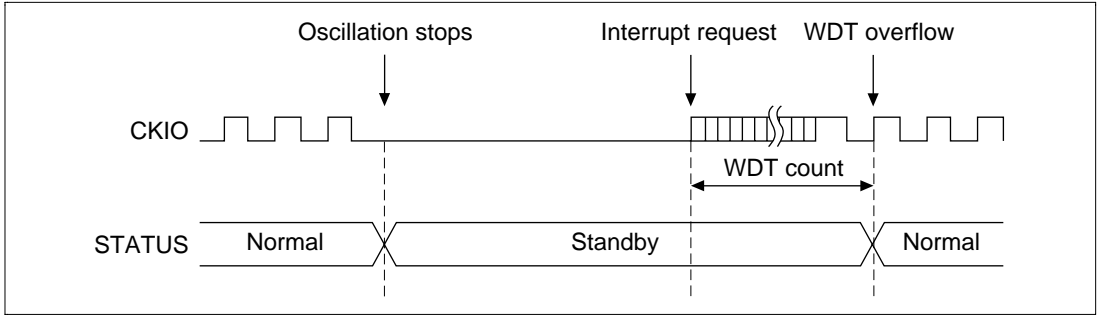 Oscillation stops Interrupt request WDT overflow
CKIO
WDT count
STATUS Normal Standby Normal